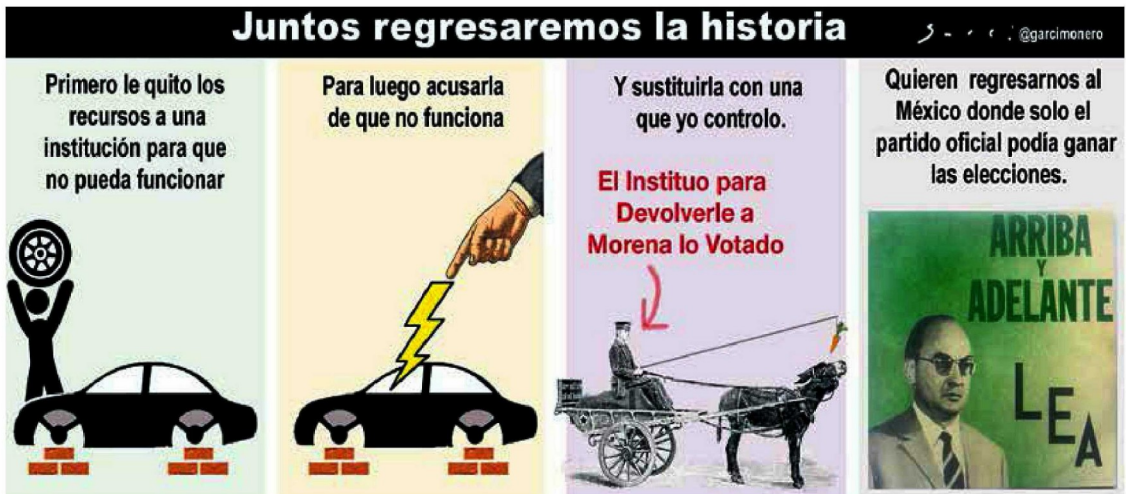 Juntos regresaremos la historia
@garcimonero
Primero le quito los
recursos a una
institución para que
no pueda funcionar
Para luego acusarla
de que no funciona
Y sustituirla con una
que yo controlo.
El Instituo para
Devolverle a
Morena lo Votado
Quieren regresarnos al
México donde solo el
partido oficial podía ganar
las elecciones.
ARRIBA
Y
ADELANTE
LEA